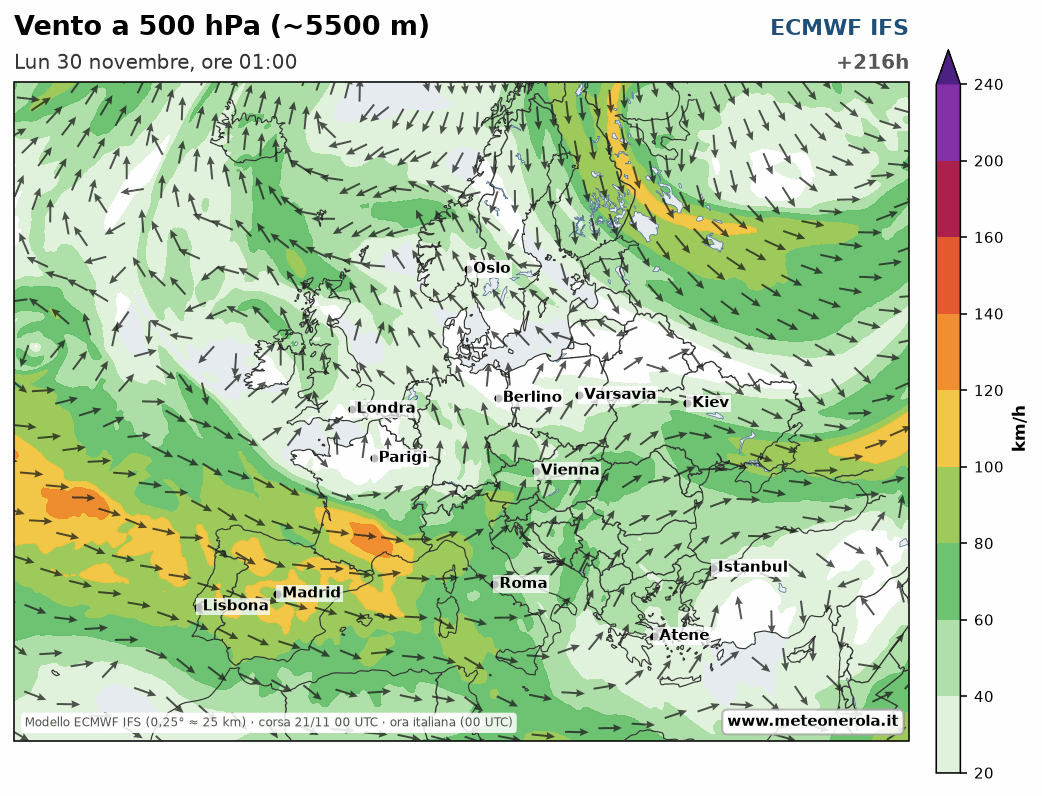 Vento a 500 hPa (~5500 m)
ECMWF IFS
Lun 30 novembre, ore 01:00
+216h
240
200
160
140
120
100
80
60
40
20
km/h
Oslo
Berlino
Varsavia
Kiev
Londra
Parigi
Vienna
Istanbul
Roma
Madrid
Lisbona
Atene
Modello ECMWF IFS (0,25° ≈ 25 km) · corsa 21/11 00 UTC · ora italiana (00 UTC)
www.meteonerola.it